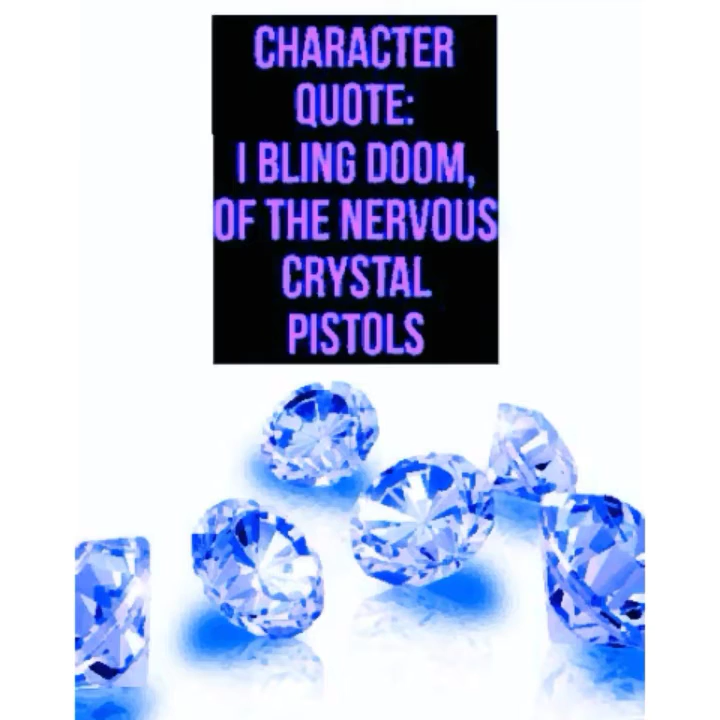 CHARACTER
QUOTE:
I BLING DOOM,
OF THE NERVOUS
CRYSTAL
PISTOLS